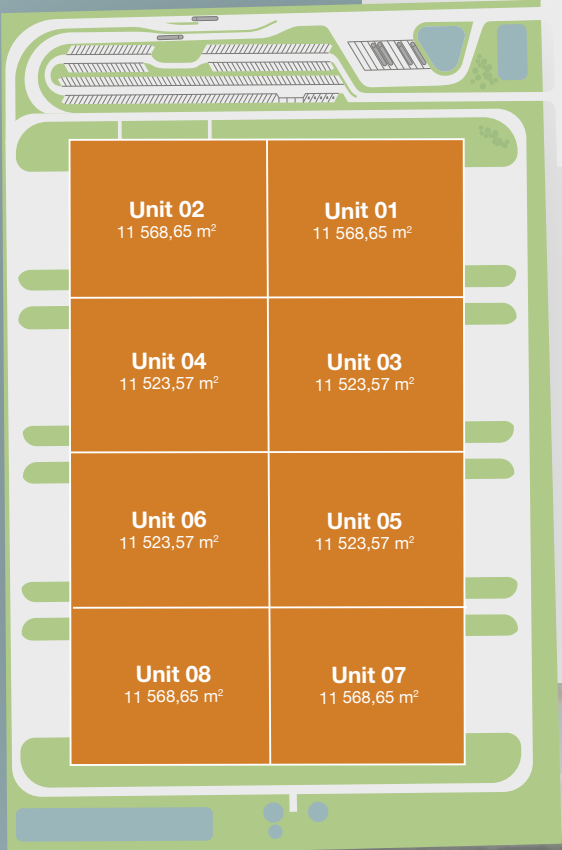 Unit 02
11 568,65 m²
Unit 01
11 568,65 m²
Unit 04
11 523,57 m²
Unit 03
11 523,57 m²
Unit 06
11 523,57 m²
Unit 05
11 523,57 m²
Unit 08
11 568,65 m²
Unit 07
11 568,65 m²